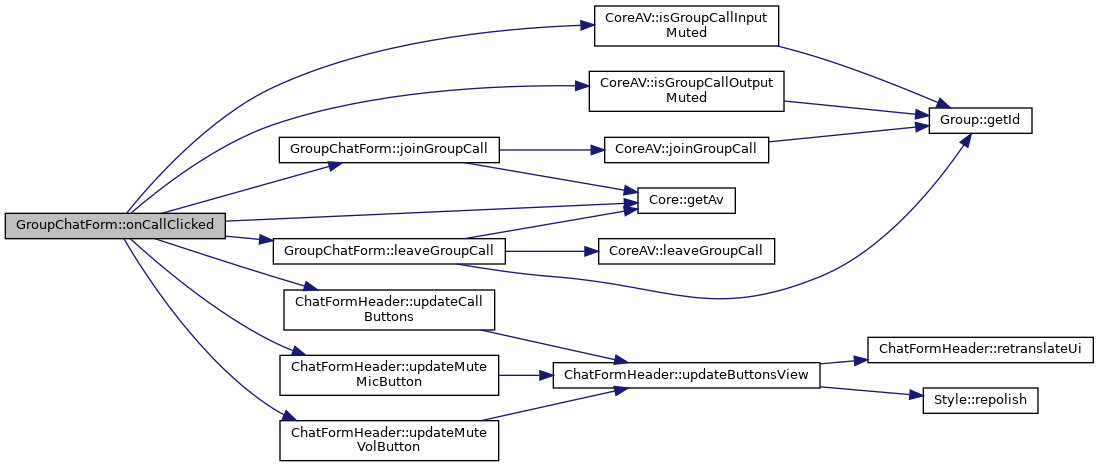 CoreAV::isGroupCallInput
Muted
CoreAV::isGroupCallOutput
Muted
Group::getId
GroupChatForm::joinGroupCall
CoreAV::joinGroupCall
Core::getAv
GroupChatForm::onCallClicked
GroupChatForm::leaveGroupCall
CoreAV::leaveGroupCall
ChatFormHeader::updateCall
Buttons
ChatFormHeader::retranslateUi
ChatFormHeader::updateMute
MicButton
ChatFormHeader::updateButtonsView
Style::repolish
ChatFormHeader::updateMute
VolButton